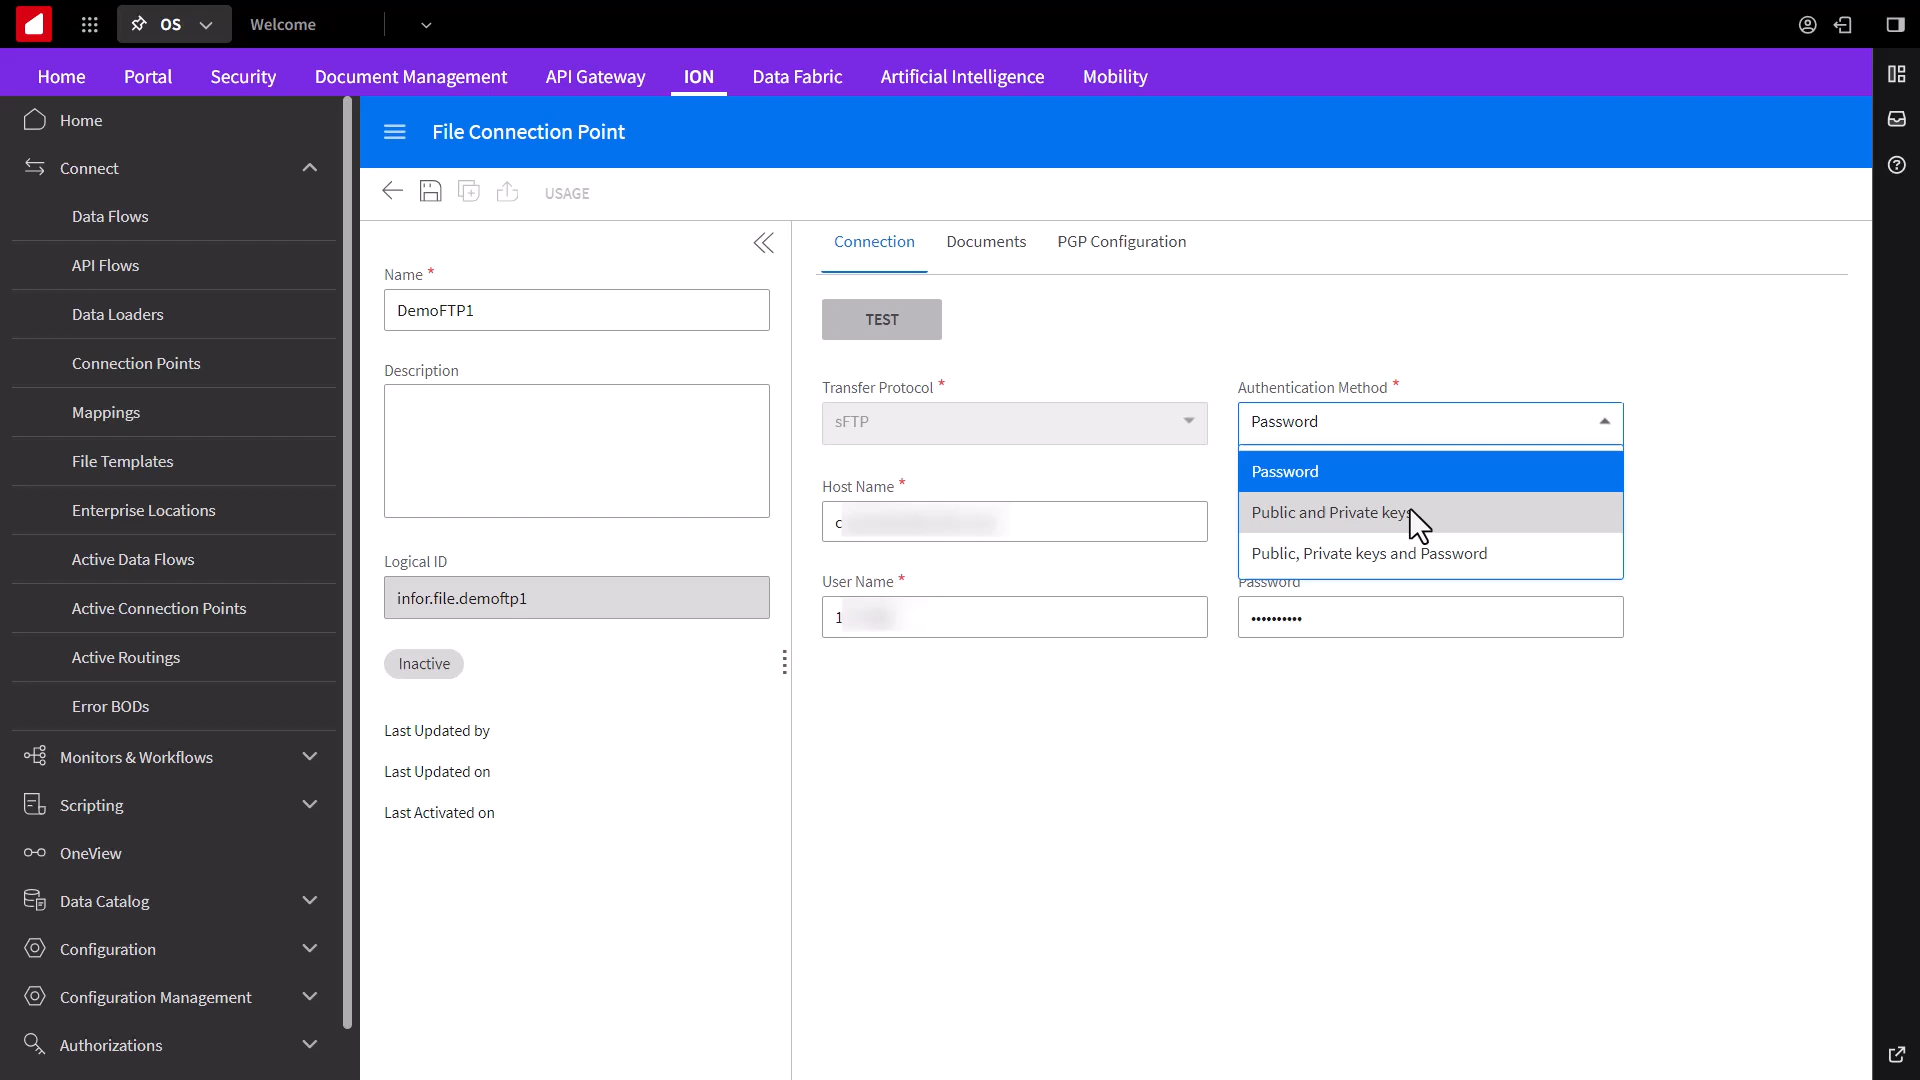 OS
Welcome
Home
Portal
Security
Document Management
API Gateway
ION
Data Fabric
Artificial Intelligence
Mobility
Home
Connect
Data Flows
API Flows
Data Loaders
Connection Points
Mappings
File Templates
Enterprise Locations
Active Data Flows
Active Connection Points
Active Routings
Error BODs
Monitors & Workflows
Scripting
OneView
Data Catalog
Configuration
Configuration Management
Authorizations
File Connection Point
USAGE
Name *
DemoFTP1
Description
Logical ID
infor.file.demoftp1
Inactive
Last Updated by
Last Updated on
Last Activated on
Connection
Documents
PGP Configuration
TEST
Transfer Protocol *
sFTP
Authentication Method *
Password
Password
Public and Private keys
Public, Private keys and Password
Host Name *
c
User Name *
1
Password
••••••••••